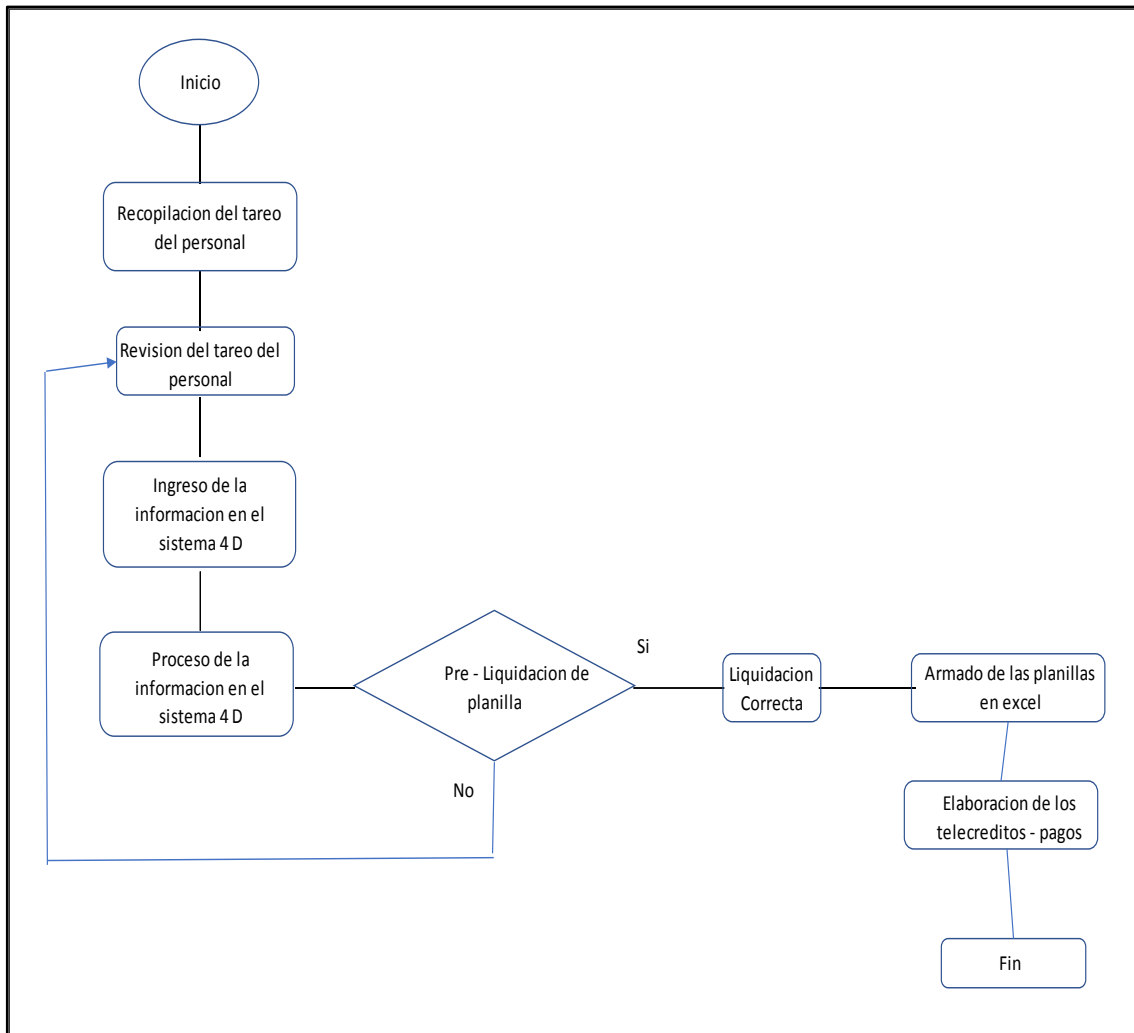 Inicio
Recopilacion del tareo
del personal
Revision del tareo del
personal
Ingreso de la
informacion en el
sistema 4 D
Proceso de la
informacion en el
sistema 4 D
Pre - Liquidacion de
planilla
Si
No
Liquidacion
Correcta
Armado de las planillas
en excel
Elaboracion de los
telecreditos - pagos
Fin